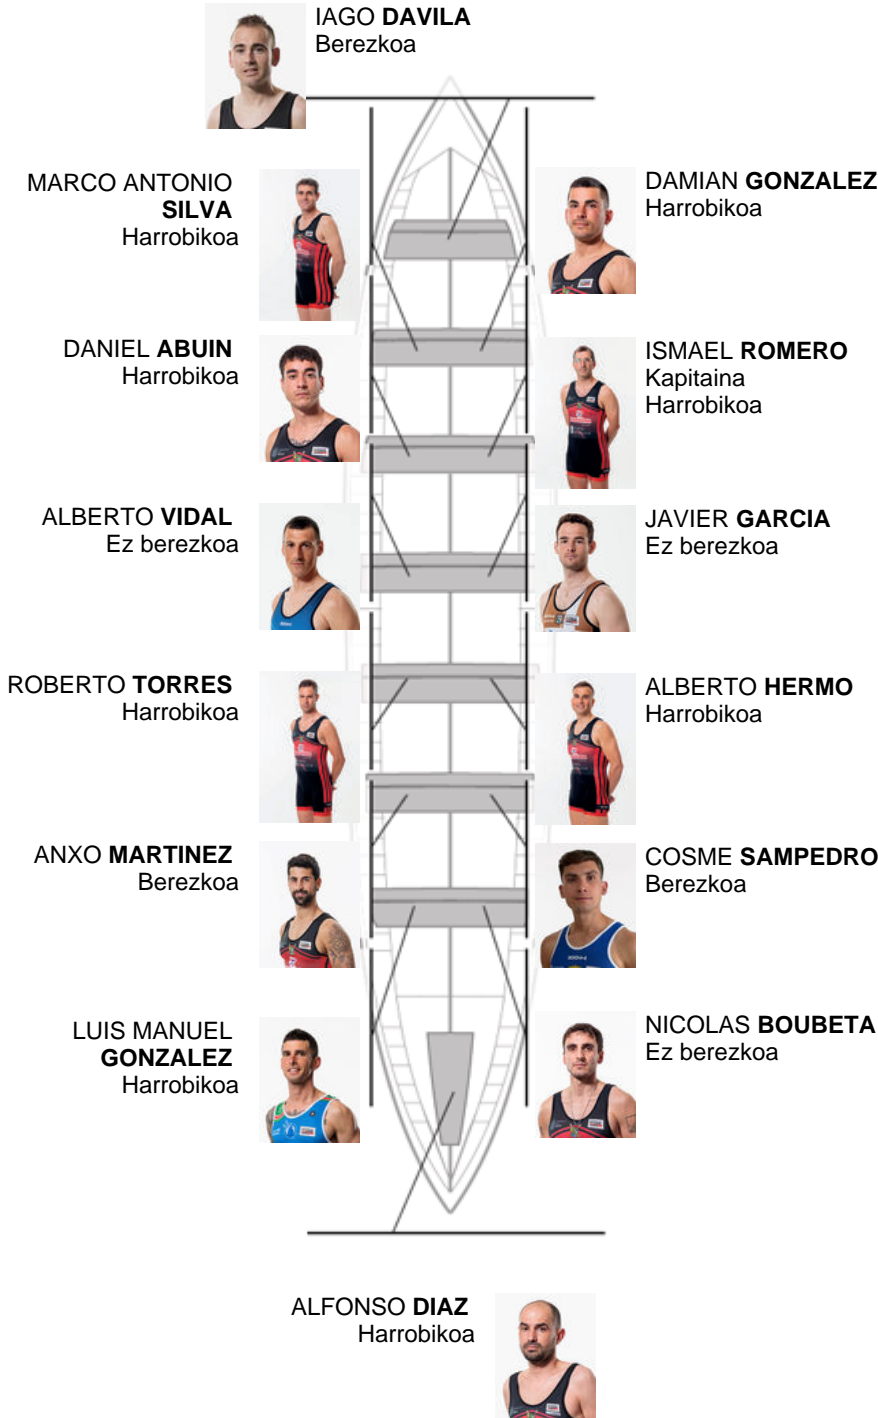 IAGO DAVILA
Berezkoa
MARCO ANTONIO
SILVA
Harrobikoa
DAMIAN GONZALEZ
Harrobikoa
DANIEL ABUIN
Harrobikoa
ISMAEL ROMERO
Kapitaina
Harrobikoa
ALBERTO VIDAL
Ez berezkoa
JAVIER GARCIA
Ez berezkoa
ROBERTO TORRES
Harrobikoa
ALBERTO HERMO
Harrobikoa
ANXO MARTINEZ
Berezkoa
COSME SAMPEDRO
Berezkoa
LUIS MANUEL
GONZALEZ
Harrobikoa
NICOLAS BOUBETA
Ez berezkoa
ALFONSO DIAZ
Harrobikoa